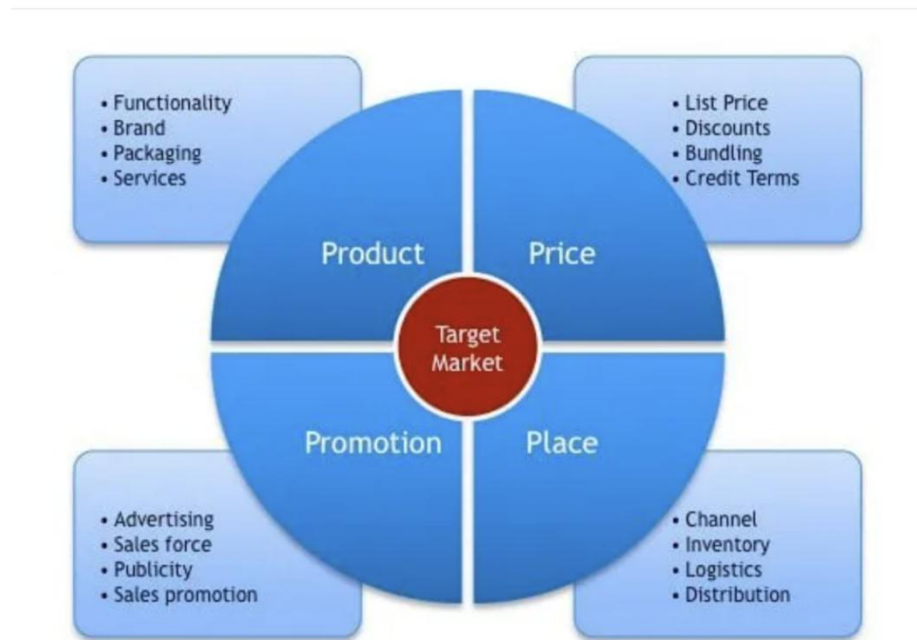 • Functionality
• Brand
• Packaging
• Services
• List Price
• Discounts
• Bundling
• Credit Terms
Product
Price
Target
Market
Promotion
Place
• Advertising
• Sales force
• Publicity
• Sales promotion
• Channel
• Inventory
• Logistics
• Distribution